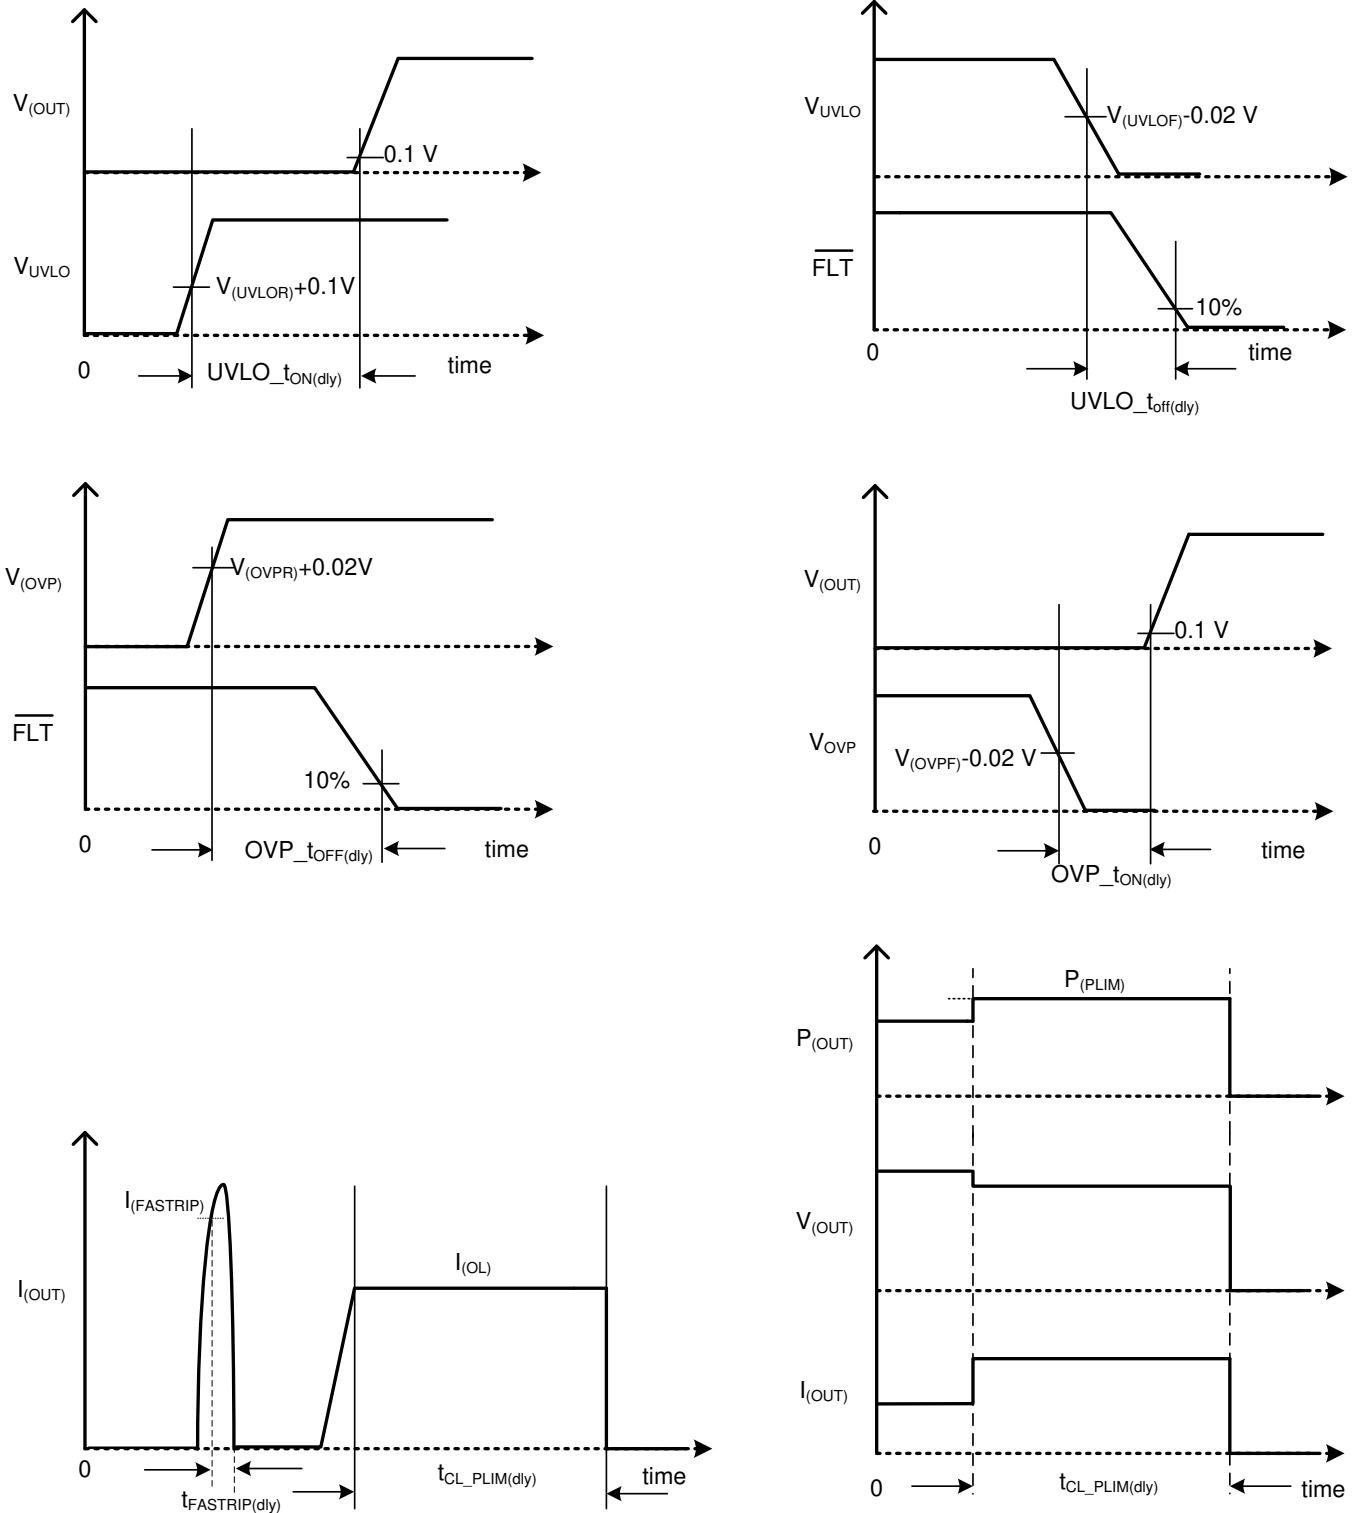 V(OUT)
0.1 V
VUVLO
V(UVLOR)+0.1V
0
UVLO_tON(dly)
time
VUVLO
V(UVLOF)-0.02 V
FLT
10%
0
time
UVLO_toff(dly)
V(OVP)
V(OVPR)+0.02V
FLT
10%
0
OVP_tOFF(dly)
time
V(OUT)
0.1 V
VOVP
V(OVPF)-0.02 V
0
time
OVP_tON(dly)
I(FASTRIP)
I(OL)
I(OUT)
0
tCL_PLIM(dly)
time
tFASTRIP(dly)
P(PLIM)
P(OUT)
V(OUT)
I(OUT)
0
tCL_PLIM(dly)
time